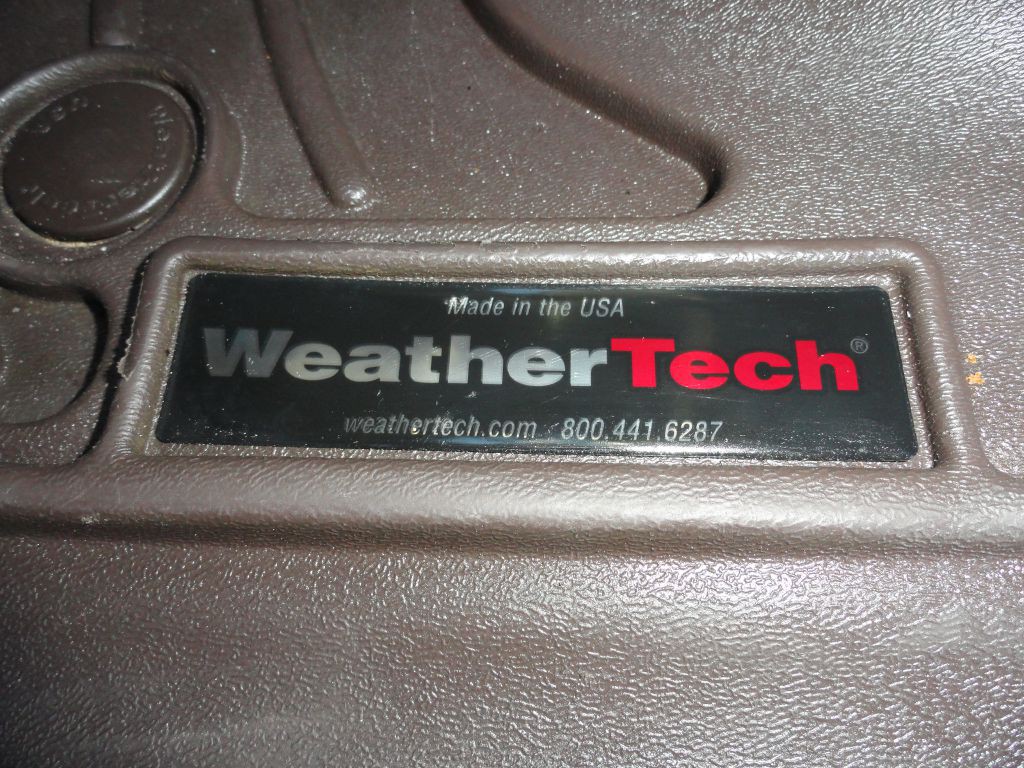 Made in the USA
WeatherTech®
weathertech.com 800.441.6287